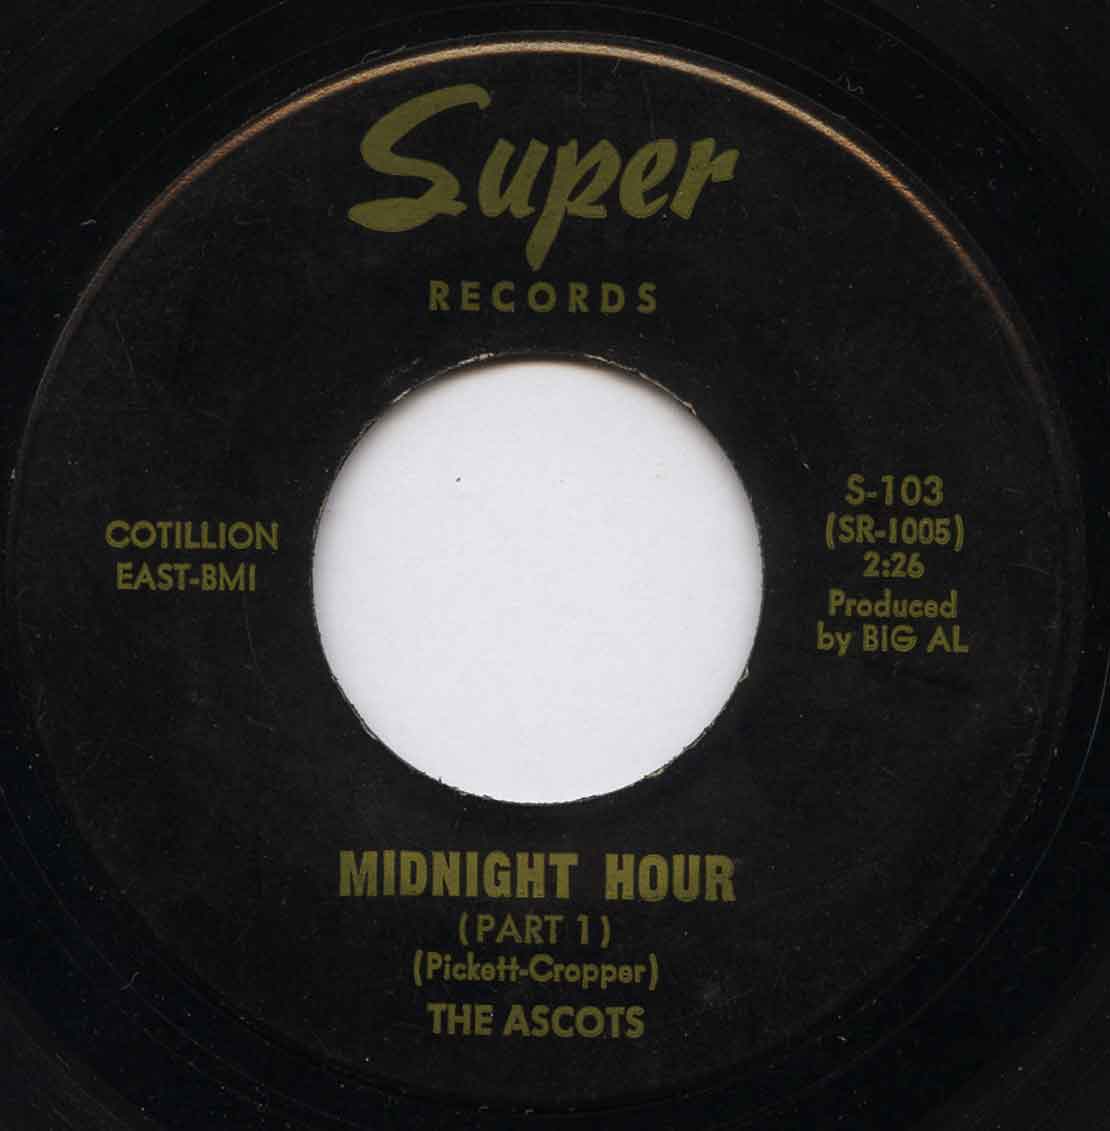 Super
RECORDS
COTILLION
EAST-BMI
S-103
(SR-1005)
2:26
Produced
by BIG AL
MIDNIGHT HOUR
(PART 1)
(Pickett-Cropper)
THE ASCOTS